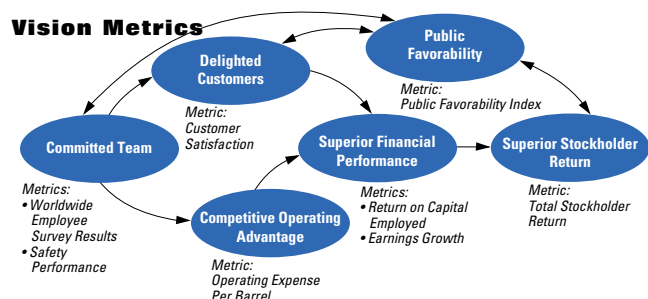 Vision Metrics
Public
Favorability
Metric:
Public Favorability Index
Delighted
Customers
Metric:
Customer
Satisfaction
Committed Team
Metrics:
• Worldwide
Employee
Survey Results
• Safety
Performance
Superior Financial
Performance
Metrics:
• Return on Capital
Employed
• Earnings Growth
Superior Stockholder
Return
Metric:
Total Stockholder
Return
Competitive Operating
Advantage
Metric:
Operating Expense
Per Barrel